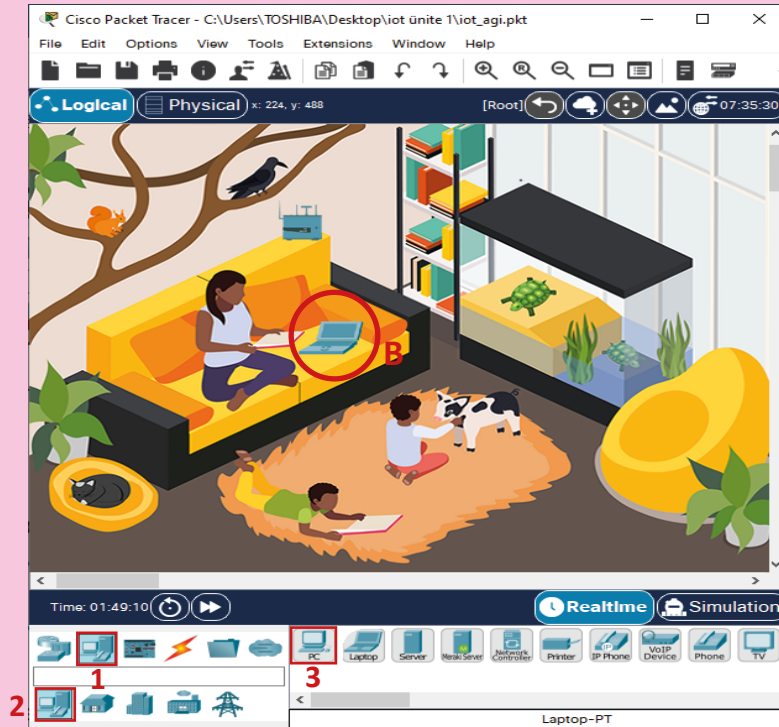 Cisco Packet Tracer - C:\Users\TOSHIBA\Desktop\iot ünite 1\iot_agi.pkt
File Edit Options View Tools Extensions Window Help
Logical Physical x: 224, y: 488 [Root] 07:35:30
B
Time: 01:49:10 Realtime Simulation
PC Laptop Server Meraki Server Network Controller Printer IP Phone VoIP Device Phone TV
1 3
2
Laptop-PT